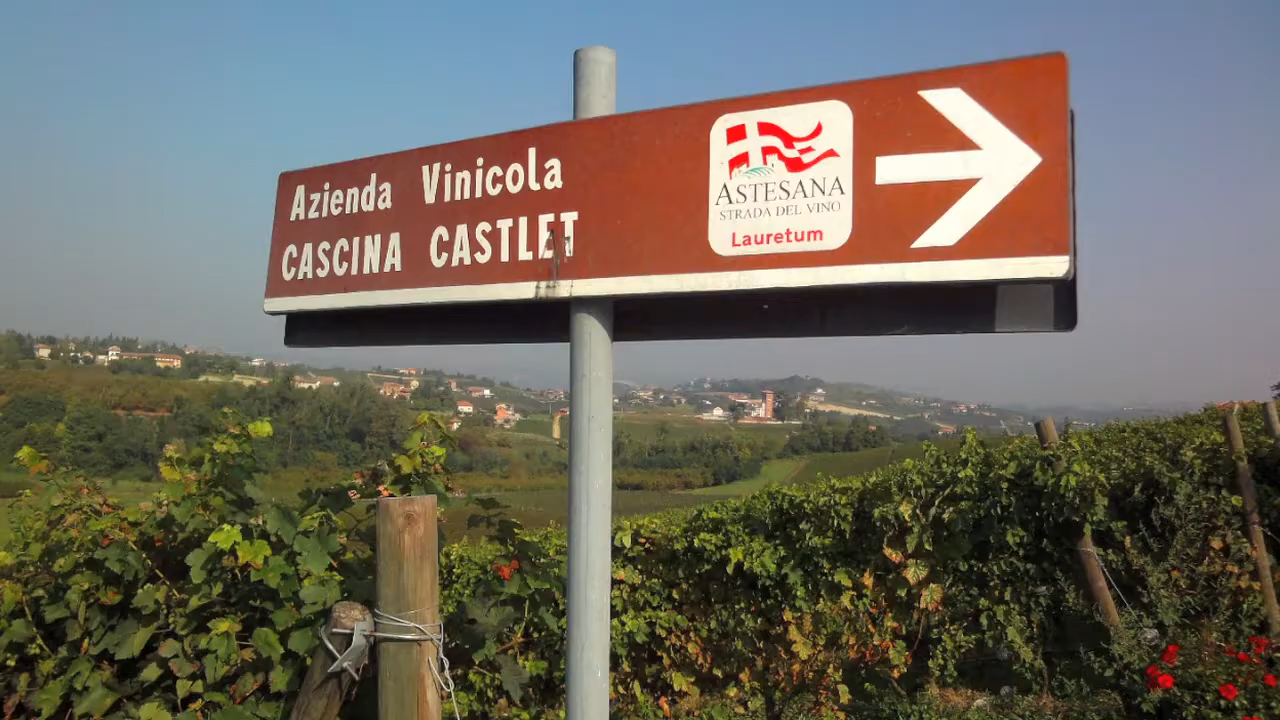 Azienda Vinicola
CASCINA CASTLET
ASTESANA
STRADA DEL VINO
Lauretum